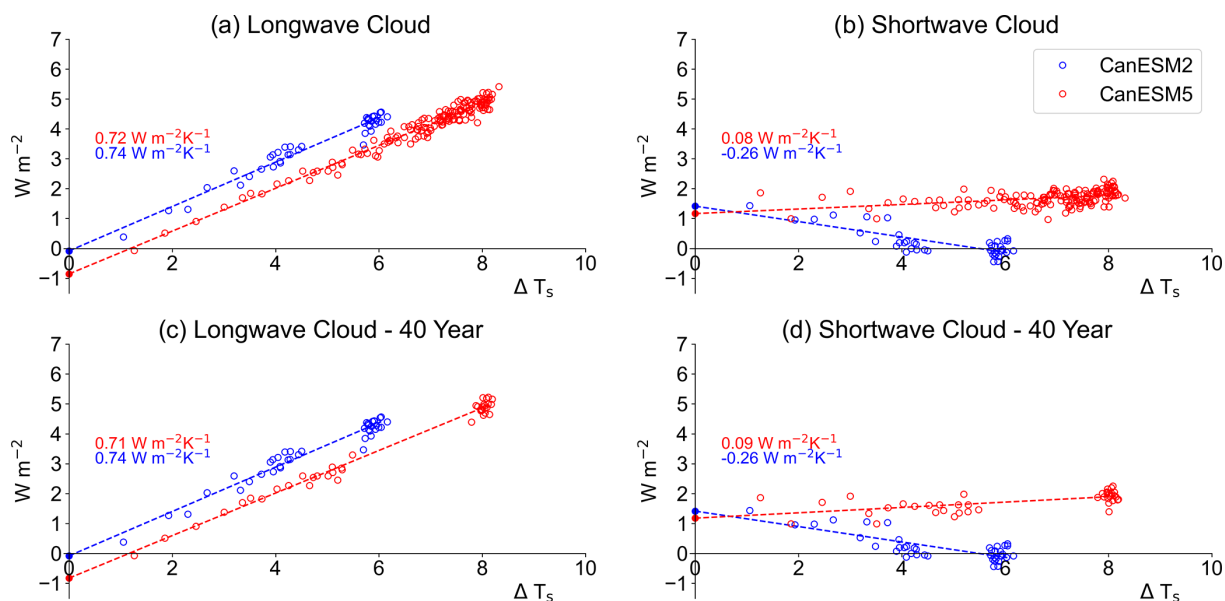 (a) Longwave Cloud
7
6
5
4
3
2
1
0
−1
W m⁻²
0.72 W m⁻²K⁻¹
0.74 W m⁻²K⁻¹
0 2 4 6 8 10
Δ Tₛ
(b) Shortwave Cloud
7
6
5
4
3
2
1
0
−1
W m⁻²
CanESM2
CanESM5
0.08 W m⁻²K⁻¹
-0.26 W m⁻²K⁻¹
0 2 4 6 8 10
Δ Tₛ
(c) Longwave Cloud - 40 Year
7
6
5
4
3
2
1
0
−1
W m⁻²
0.71 W m⁻²K⁻¹
0.74 W m⁻²K⁻¹
0 2 4 6 8 10
Δ Tₛ
(d) Shortwave Cloud - 40 Year
7
6
5
4
3
2
1
0
−1
W m⁻²
0.09 W m⁻²K⁻¹
-0.26 W m⁻²K⁻¹
0 2 4 6 8 10
Δ Tₛ